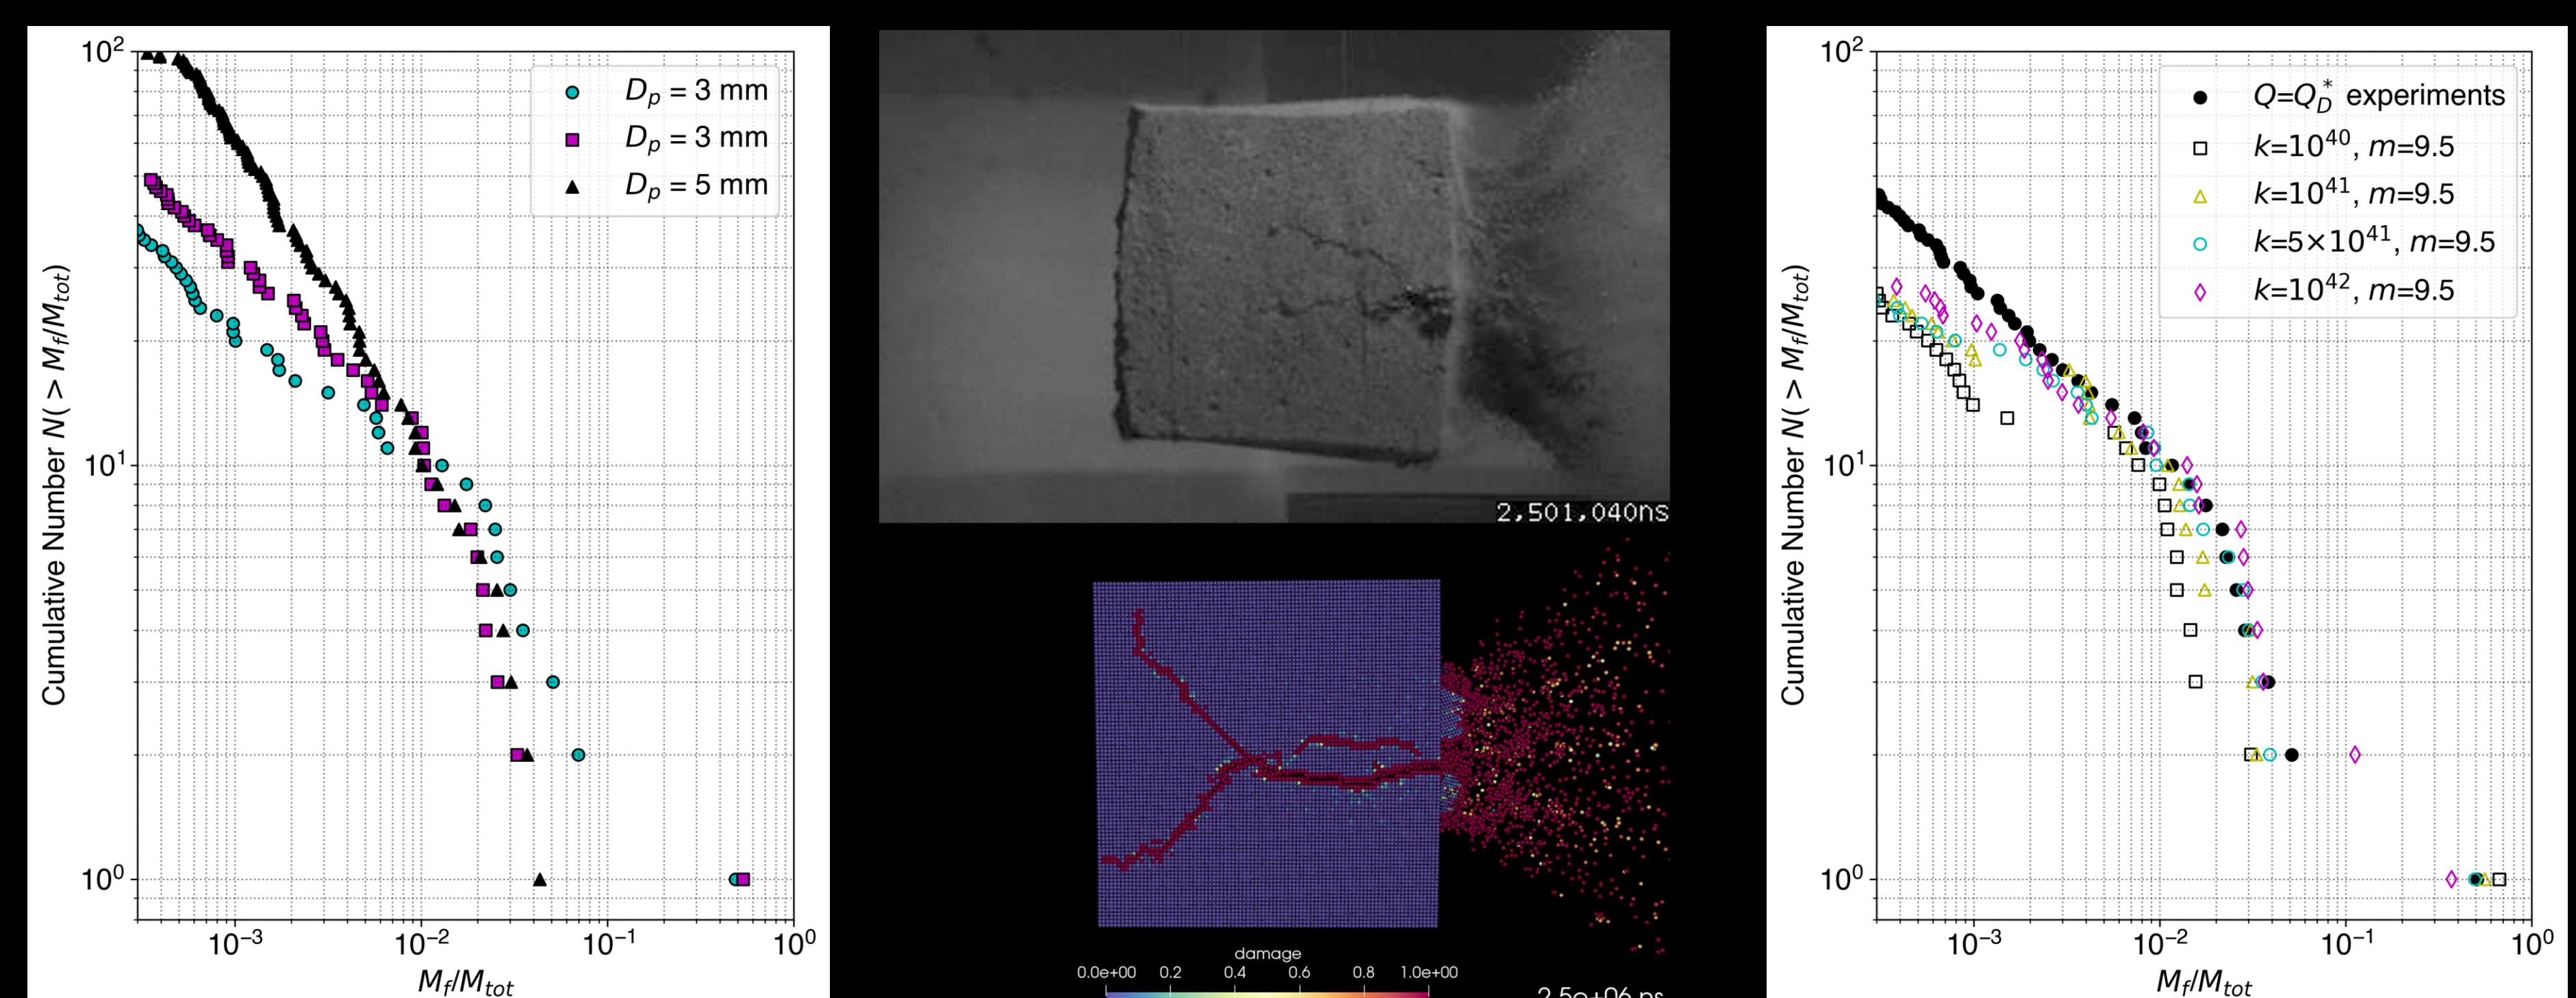 10²
10¹
10⁰
Cumulative Number N( > M_f/M_tot)
D_p = 3 mm
D_p = 3 mm
D_p = 5 mm
10⁻³ 10⁻² 10⁻¹ 10⁰
M_f/M_tot
2,501,040ns
damage
0.0e+00 0.2 0.4 0.6 0.8 1.0e+00
10²
10¹
10⁰
Cumulative Number N( > M_f/M_tot)
Q=Q_D^* experiments
k=10⁴⁰, m=9.5
k=10⁴¹, m=9.5
k=5×10⁴¹, m=9.5
k=10⁴², m=9.5
10⁻³ 10⁻² 10⁻¹ 10⁰
M_f/M_tot